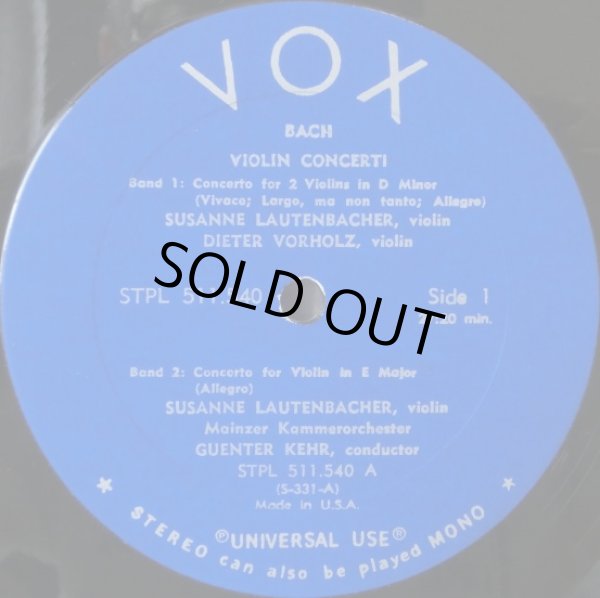 VOX
BACH
VIOLIN CONCERTI
Band 1: Concerto for 2 Violins in D Minor
(Vivace; Largo, ma non tanto; Allegro)
SUSANNE LAUTENBACHER, violin
DIETER VORHOLZ, violin
STPL 511.540 Side 1
.20 min.
SOLD OUT
Band 2: Concerto for Violin in E Major
(Allegro)
SUSANNE LAUTENBACHER, violin
Mainzer Kammerorchester
GUENTER KEHR, conductor
STPL 511.540 A
(S-331-A)
Made in U.S.A.
℗UNIVERSAL USE®
★ STEREO can also be played MONO ★